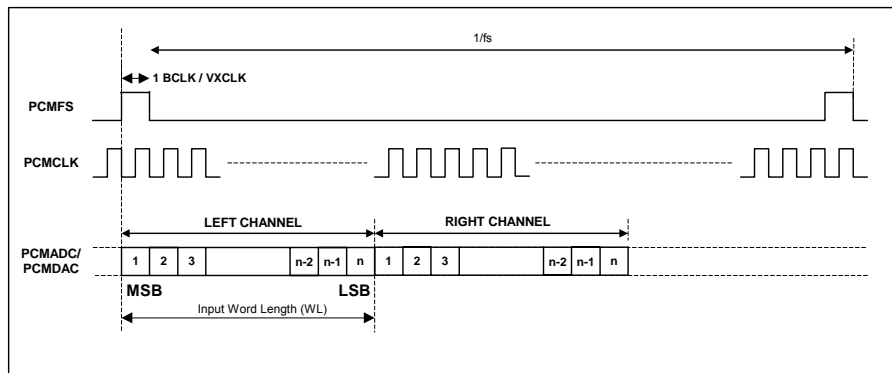 1/fs
1 BCLK / VXCLK
PCMFS
PCMCLK
LEFT CHANNEL RIGHT CHANNEL
PCMADC/
PCMDAC
1 2 3 n-2 n-1 n 1 2 3 n-2 n-1 n
MSB LSB
Input Word Length (WL)